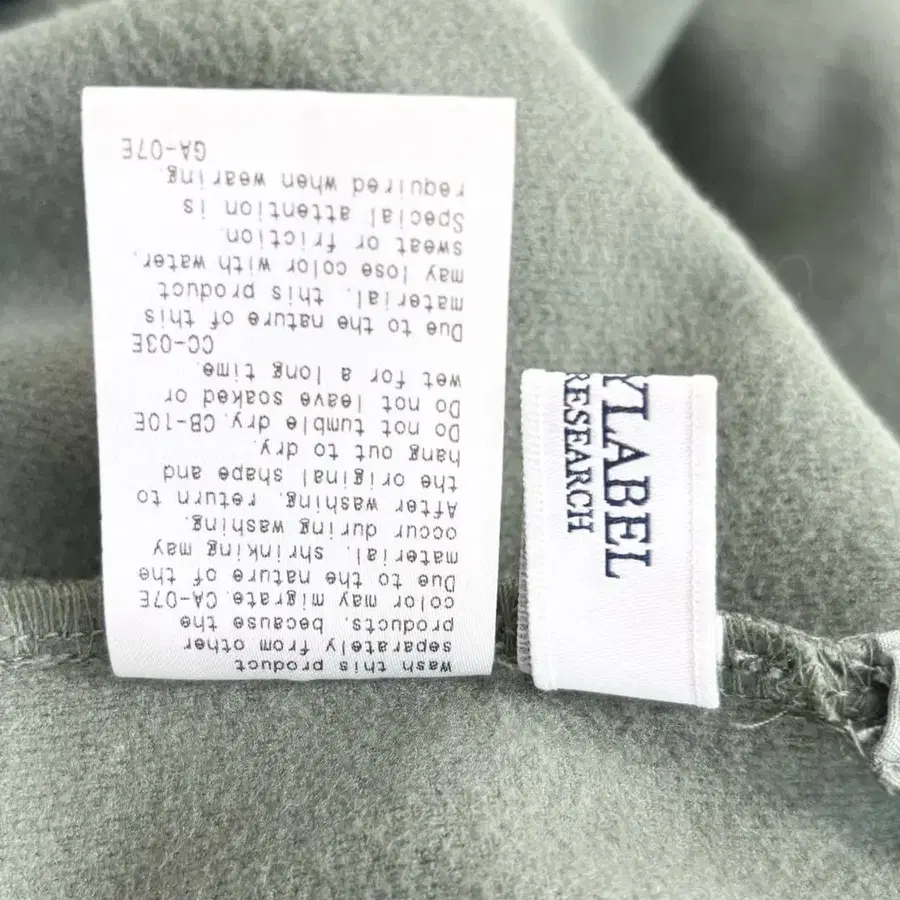 wash this product
separately from other
products, because the
color may migrate.CA-07E
Due to the nature of the
material, shrinking may
occur during washing.
After washing, return to
the original shape and
hang out to dry.
Do not tumble dry.CB-10E
Do not leave soaked or
wet for a long time.
CC-03E
Due to the nature of this
material, this product
may lose color with water,
sweat or friction.
Special attention is
required when wearing.
GA-07E
YLABEL
RESEARCH